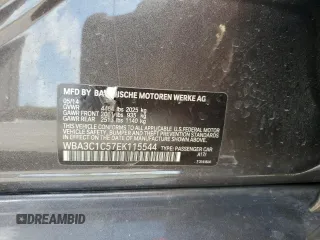 MFD BY BAYERISCHE MOTOREN WERKE AG
05/14
GVWR 4464 lbs 2025 kg
GAWR FRONT lbs 935 kg
GAWR REAR 2513 lbs 1140 kg
THIS VEHICLE CONFORMS TO ALL APPLICABLE
FEDERAL MOTOR VEHICLE SAFETY, BUMPER,
AND THEFT PREVENTION STANDARDS IN EFFECT
ON THE DATE OF MANUFACTURE SHOWN ABOVE.
WBA3C1C57EK115544 TYPE: PASSENGER CAR
DREAMBID